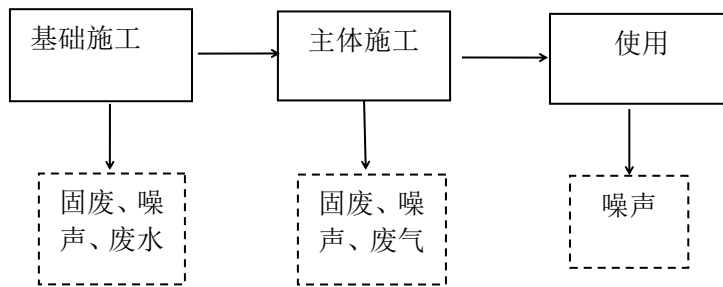 基础施工
主体施工
使用
固废、噪
声、废水
固废、噪
声、废气
噪声